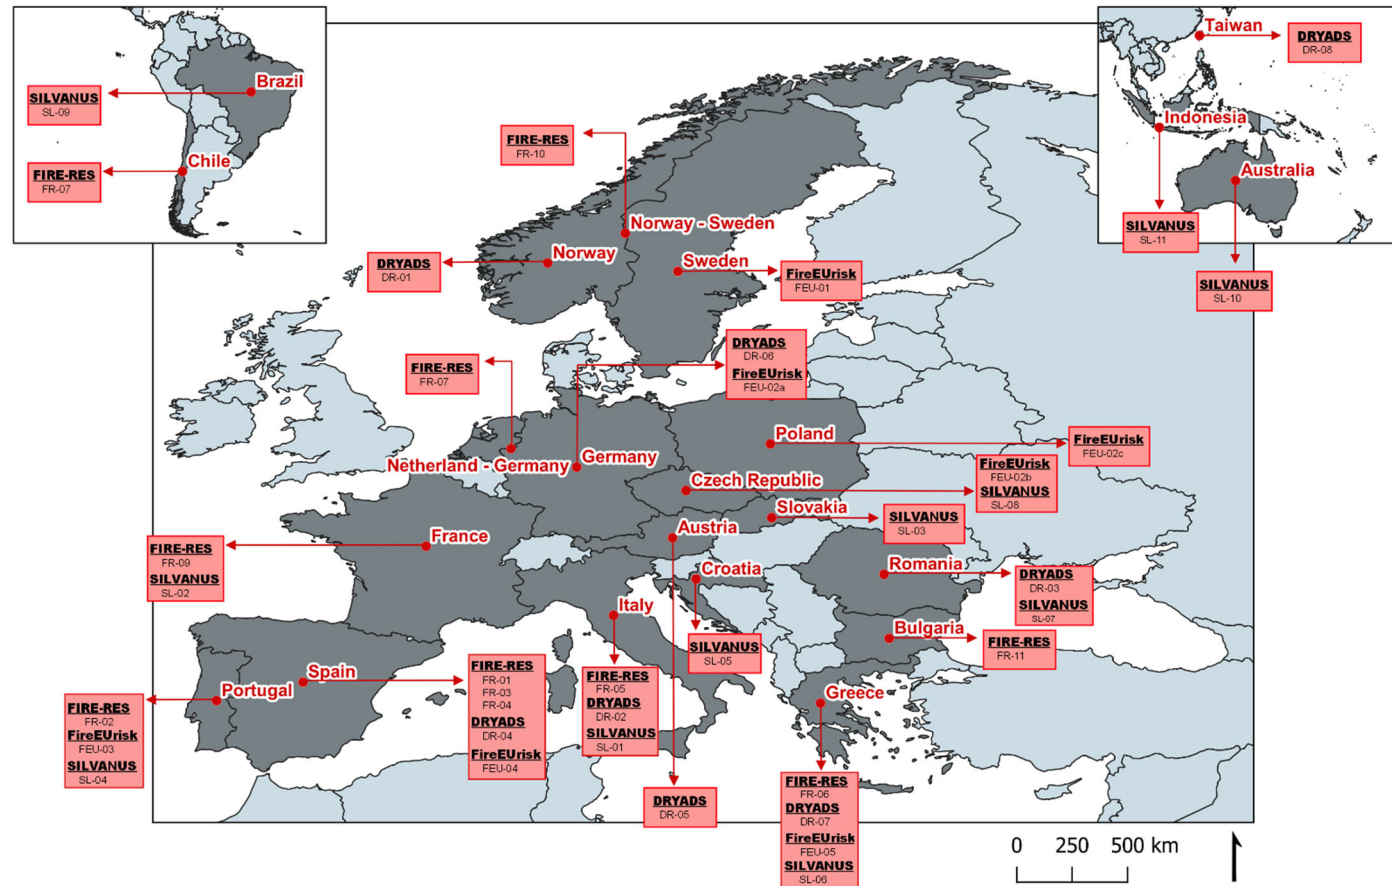 Brazil
SILVANUS
SL-09
Chile
FIRE-RES
FR-07
Taiwan
DRYADS
DR-08
Indonesia
Australia
SILVANUS
SL-11
SILVANUS
SL-10
FIRE-RES
FR-10
Norway - Sweden
DRYADS
DR-01
Norway
Sweden
FireEUrisk
FEU-01
FIRE-RES
FR-07
DRYADS
DR-06
FireEUrisk
FEU-02a
Netherland - Germany
Germany
Poland
FireEUrisk
FEU-02c
Czech Republic
FireEUrisk
FEU-02b
SILVANUS
SL-08
Slovakia
SILVANUS
SL-03
Austria
France
FIRE-RES
FR-09
SILVANUS
SL-02
Croatia
SILVANUS
SL-05
Romania
DRYADS
DR-03
SILVANUS
SL-07
Italy
FIRE-RES
FR-05
DRYADS
DR-02
SILVANUS
SL-01
Bulgaria
FIRE-RES
FR-11
Spain
FIRE-RES
FR-01
FR-03
FR-04
DRYADS
DR-04
FireEUrisk
FEU-04
Portugal
FIRE-RES
FR-02
FireEUrisk
FEU-03
SILVANUS
SL-04
Greece
FIRE-RES
FR-06
DRYADS
DR-07
FireEUrisk
FEU-05
SILVANUS
SL-06
DRYADS
DR-05
0 250 500 km